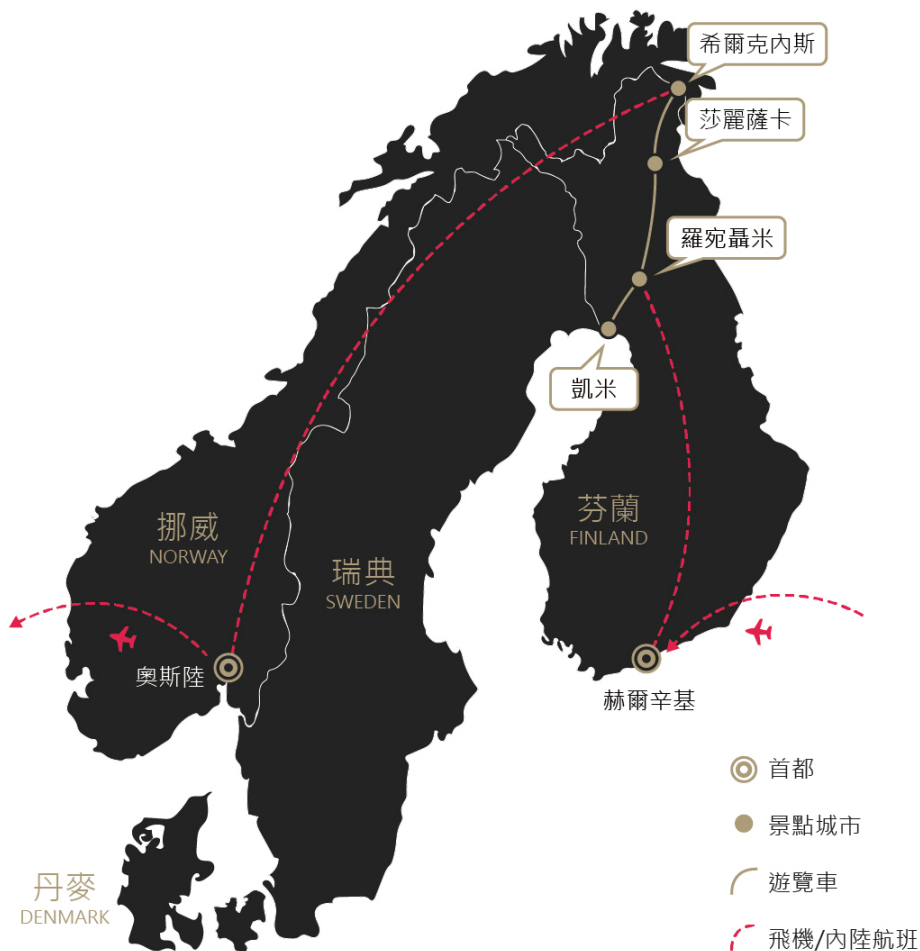 希爾克內斯
莎麗薩卡
羅宛聶米
凱米
挪威
NORWAY
芬蘭
FINLAND
瑞典
SWEDEN
奧斯陸
赫爾辛基
首都
景點城市
遊覽車
丹麥
DENMARK
飛機/內陸航班